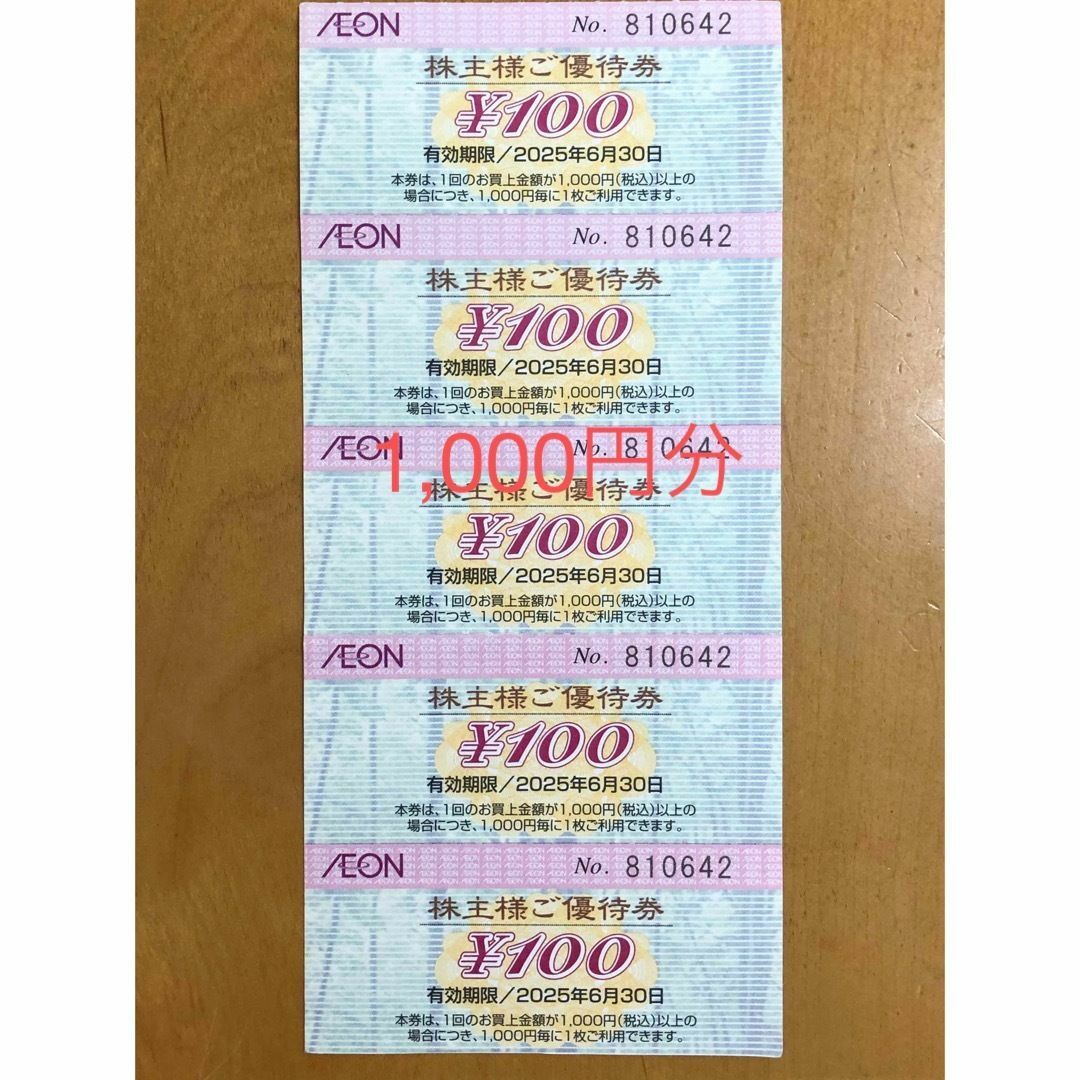 ÆON No. 810642
株主様ご優待券
¥100
有効期限/2025年6月30日
本券は、1回のお買上金額が1,000円(税込)以上の
場合につき、1,000円毎に1枚ご利用できます。
ÆON No. 810642
株主様ご優待券
¥100
有効期限/2025年6月30日
本券は、1回のお買上金額が1,000円(税込)以上の
場合につき、1,000円毎に1枚ご利用できます。
ÆON No. 810642
1,000円分
株主様ご優待券
¥100
有効期限/2025年6月30日
本券は、1回のお買上金額が1,000円(税込)以上の
場合につき、1,000円毎に1枚ご利用できます。
ÆON No. 810642
株主様ご優待券
¥100
有効期限/2025年6月30日
本券は、1回のお買上金額が1,000円(税込)以上の
場合につき、1,000円毎に1枚ご利用できます。
ÆON No. 810642
株主様ご優待券
¥100
有効期限/2025年6月30日
本券は、1回のお買上金額が1,000円(税込)以上の
場合につき、1,000円毎に1枚ご利用できます。